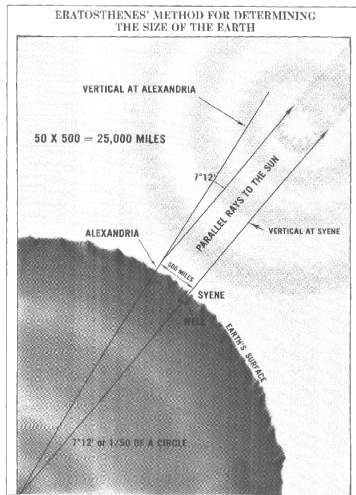 ERATOSTHENES' METHOD FOR DETERMINING
THE SIZE OF THE EARTH
VERTICAL AT ALEXANDRIA
50 X 500 = 25,000 MILES
7°12'
PARALLEL RAYS TO THE SUN
VERTICAL AT SYENE
ALEXANDRIA
500 MILES
SYENE
WELL
EARTH'S SURFACE
7°12' or 1/50 OF A CIRCLE